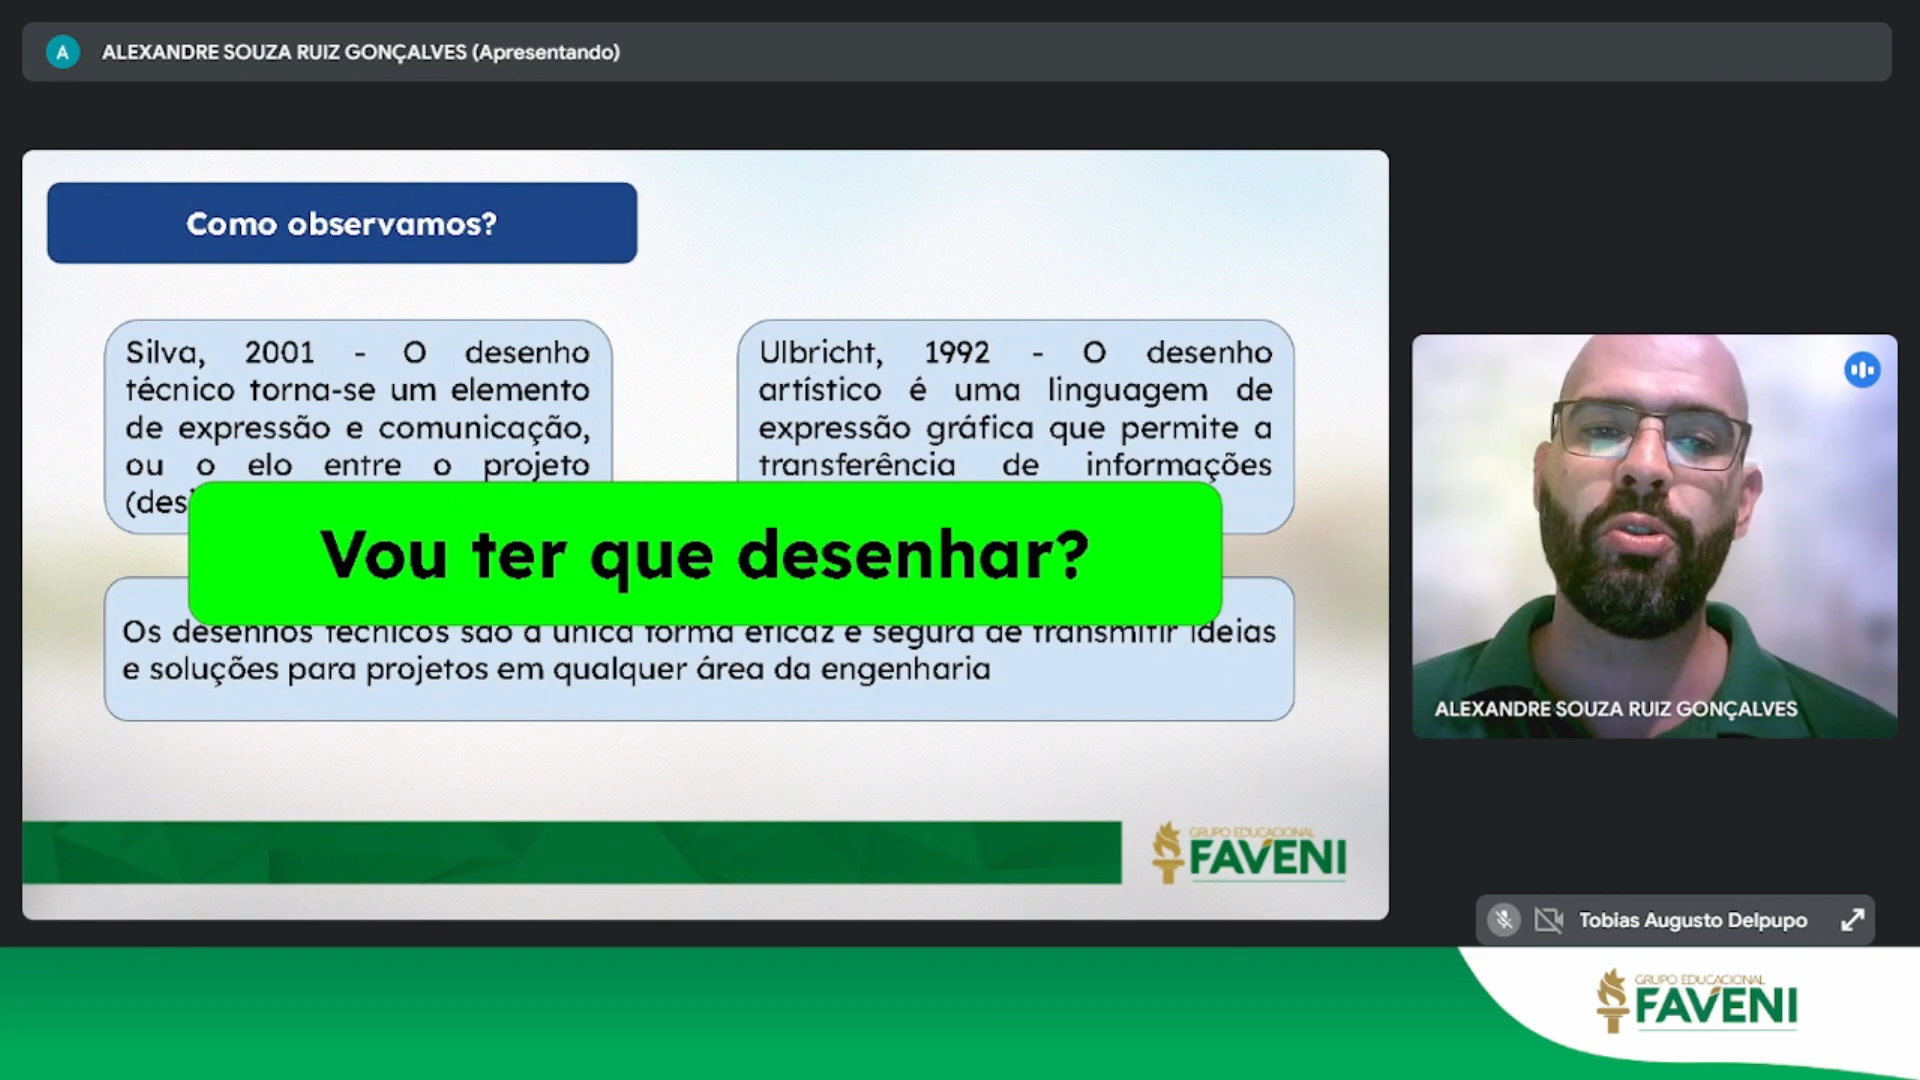 A
ALEXANDRE SOUZA RUIZ GONÇALVES (Apresentando)
Como observamos?
Silva, 2001 - O desenho
técnico torna-se um elemento
de expressão e comunicação,
ou o elo entre o projeto
(des
Ulbricht, 1992 - O desenho
artístico é uma linguagem de
expressão gráfica que permite a
transferência de informações
Vou ter que desenhar?
Os desenhos técnicos são a única forma eficaz e segura de transmitir ideias
e soluções para projetos em qualquer área da engenharia
GRUPO EDUCACIONAL
FAVENI
ALEXANDRE SOUZA RUIZ GONÇALVES
Tobias Augusto Delpupo
GRUPO EDUCACIONAL
FAVENI